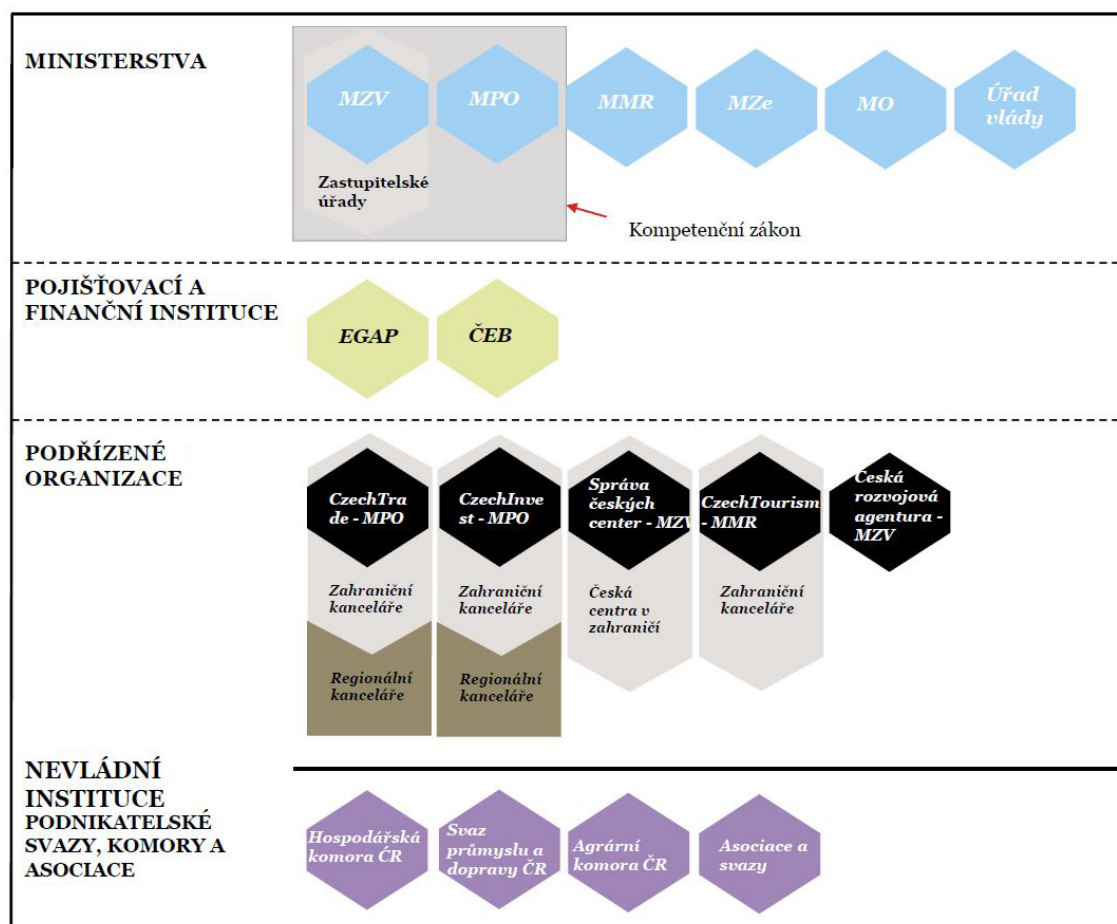 MINISTERSTVA
MZV
MPO
MMR
MZe
MO
Úřad
vlády
Zastupitelské
úřady
Kompetenční zákon
POJIŠŤOVACÍ A
FINANČNÍ INSTITUCE
EGAP
ČEB
PODŘÍZENÉ
ORGANIZACE
CzechTra
de - MPO
CzechInve
st - MPO
Správa
českých
center - MZV
CzechTourism
- MMR
Česká
rozvojová
agentura -
MZV
Zahraniční
kanceláře
Zahraniční
kanceláře
Česká
centra v
zahraničí
Zahraniční
kanceláře
Regionální
kanceláře
Regionální
kanceláře
NEVLÁDNÍ
INSTITUCE
PODNIKATELSKÉ
SVAZY, KOMORY A
ASOCIACE
Hospodářská
komora ČR
Svaz
průmyslu a
dopravy ČR
Agrární
komora ČR
Asociace a
svazy